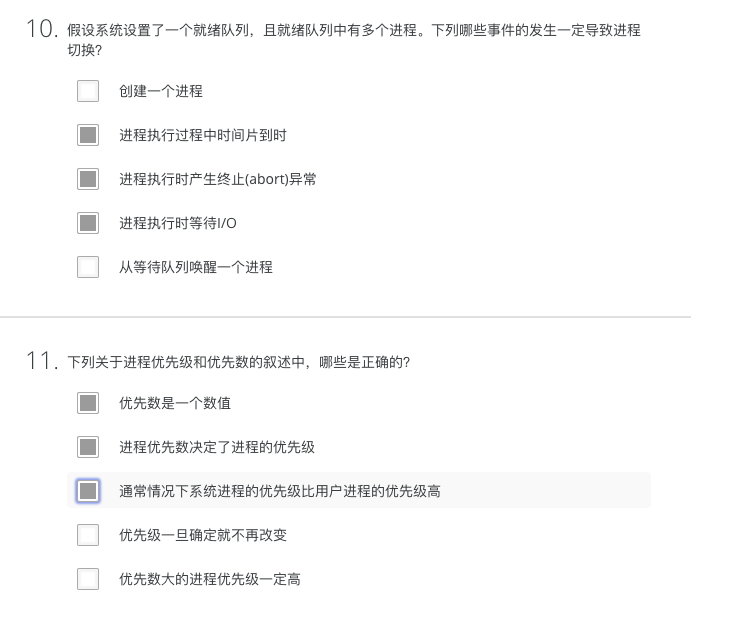 10. 假设系统设置了一个就绪队列，且就绪队列中有多个进程。下列哪些事件的发生一定导致进程
切换?
创建一个进程
进程执行过程中时间片到时
进程执行时产生终止(abort)异常
进程执行时等待I/O
从等待队列唤醒一个进程
11. 下列关于进程优先级和优先数的叙述中，哪些是正确的?
优先数是一个数值
进程优先数决定了进程的优先级
通常情况下系统进程的优先级比用户进程的优先级高
优先级一旦确定就不再改变
优先数大的进程优先级一定高